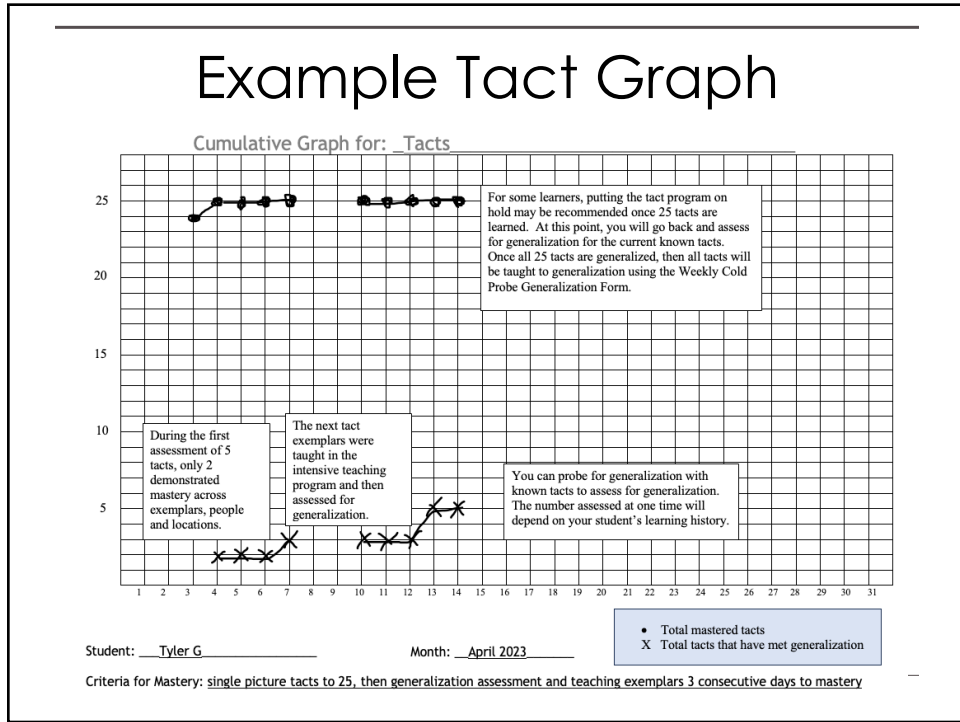 Example Tact Graph
Cumulative Graph for: _Tacts_
25
20
15
10
5
For some learners, putting the tact program on
hold may be recommended once 25 tacts are
learned. At this point, you will go back and assess
for generalization for the current known tacts.
Once all 25 tacts are generalized, then all tacts will
be taught to generalization using the Weekly Cold
Probe Generalization Form.
During the first
assessment of 5
tacts, only 2
demonstrated
mastery across
exemplars, people
and locations.
The next tact
exemplars were
taught in the
intensive teaching
program and then
assessed for
generalization.
You can probe for generalization with
known tacts to assess for generalization.
The number assessed at one time will
depend on your student's learning history.
1 2 3 4 5 6 7 8 9 10 11 12 13 14 15 16 17 18 19 20 21 22 23 24 25 26 27 28 29 30 31
• Total mastered tacts
X Total tacts that have met generalization
Student: ___Tyler G___ Month: __April 2023__
Criteria for Mastery: single picture tacts to 25, then generalization assessment and teaching exemplars 3 consecutive days to mastery